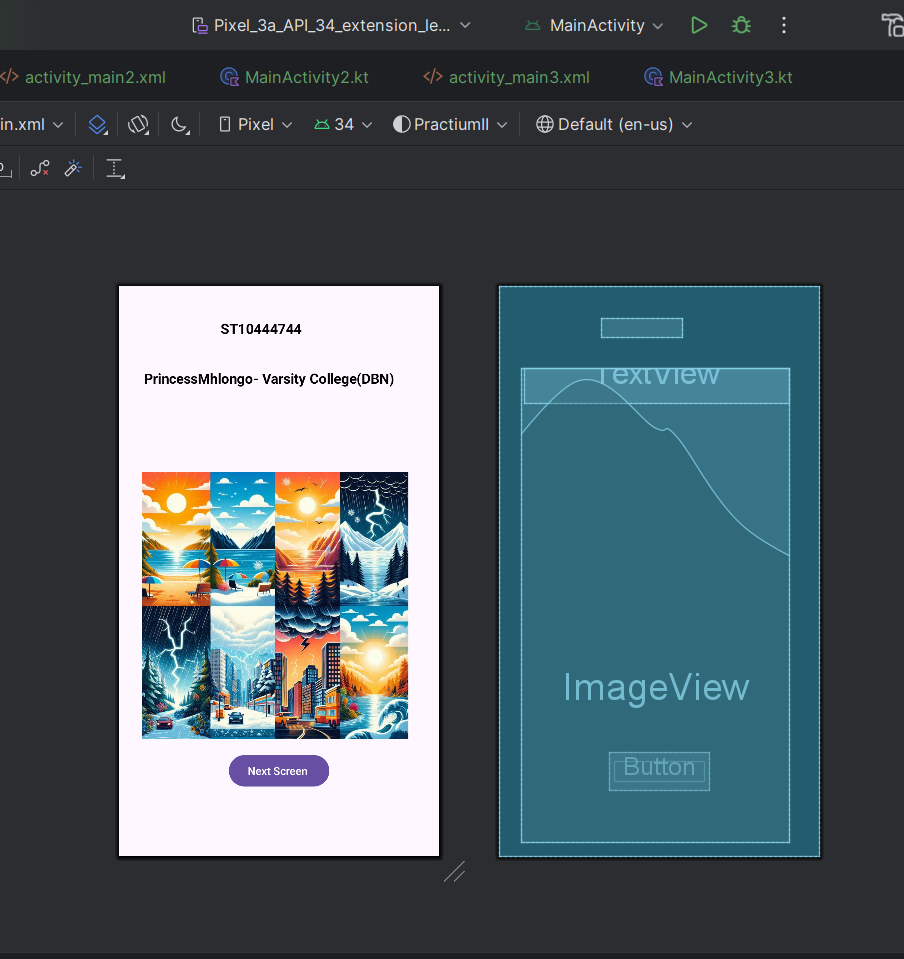 Pixel_3a_API_34_extension_le... MainActivity
activity_main2.xml MainActivity2.kt activity_main3.xml MainActivity3.kt
in.xml Pixel 34 PractiumII Default (en-us)
ST10444744
PrincessMhlongo- Varsity College(DBN)
Next Screen
TextView
ImageView
Button